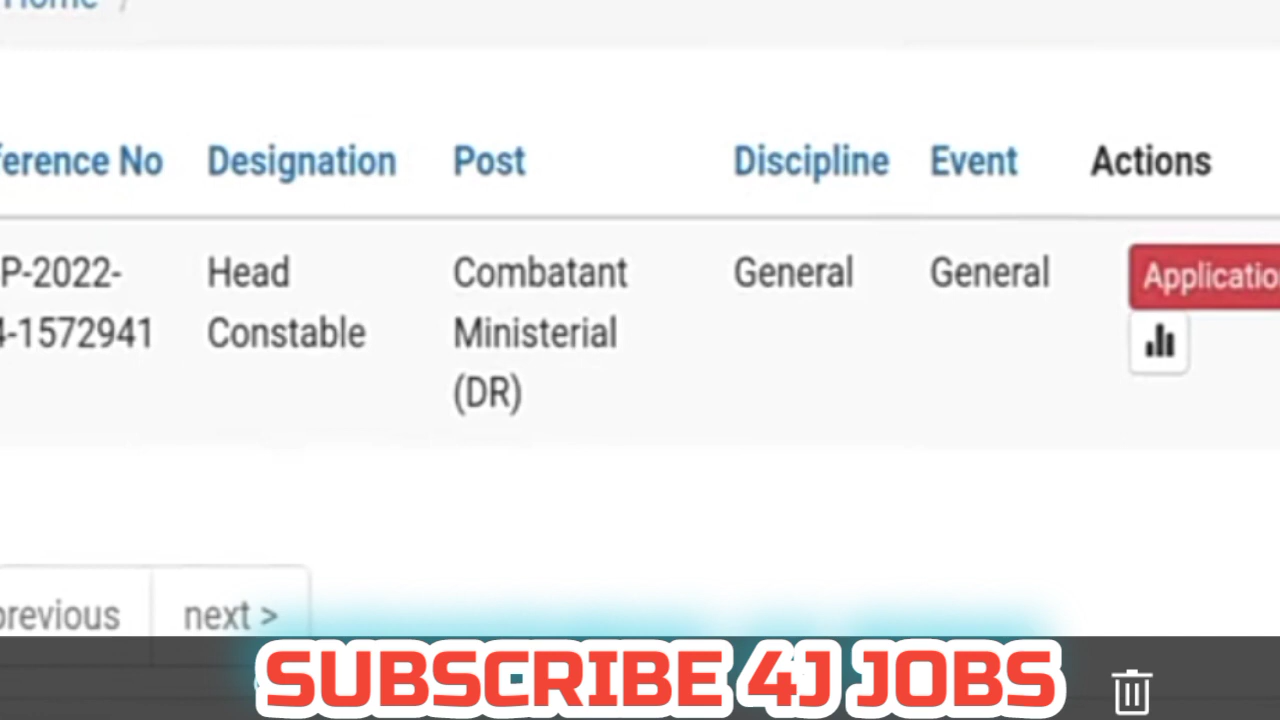 Home /
ference No Designation Post Discipline Event Actions
P-2022- Head Combatant General General Applicatio
4-1572941 Constable Ministerial
(DR)
previous next >
SUBSCRIBE 4J JOBS